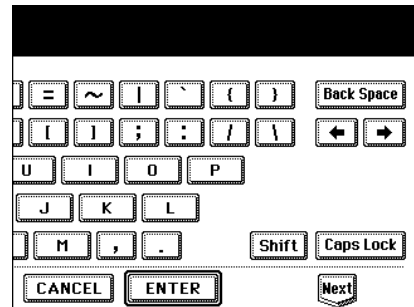 = ~ | ` { } Back Space
[ ] ; : / \ ← →
U I O P
J K L
M , . Shift Caps Lock
CANCEL ENTER Next